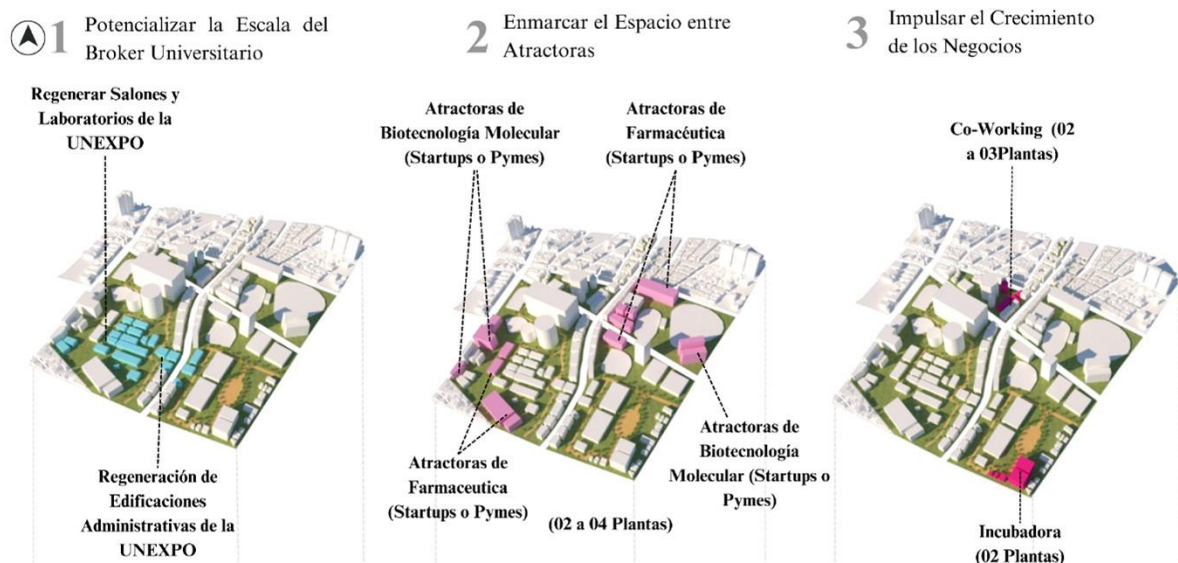 1
Potencializar la Escala del
Broker Universitario
Regenerar Salones y
Laboratorios de la
UNEXPO
Regeneración de
Edificaciones
Administrativas de la
UNEXPO
2
Enmarcar el Espacio entre
Atractoras
Atractoras de
Biotecnología Molecular
(Startups o Pymes)
Atractoras de
Farmacéutica
(Startups o Pymes)
Atractoras de
Farmaceutica
(Startups o Pymes)
(02 a 04 Plantas)
Atractoras de
Biotecnología
Molecular (Startups o
Pymes)
3
Impulsar el Crecimiento
de los Negocios
Co-Working (02
a 03Plantas)
Incubadora
(02 Plantas)